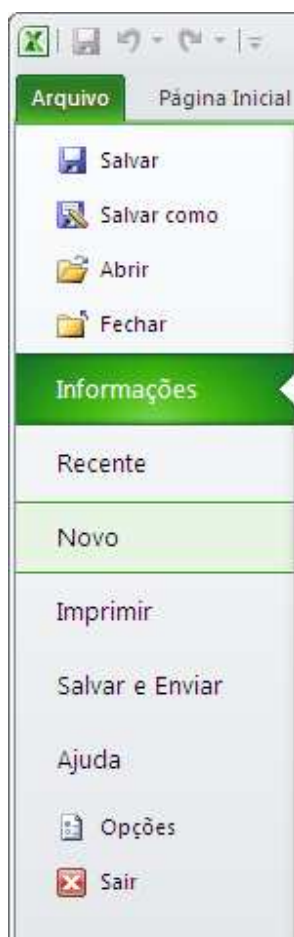 Arquivo Página Inicial
Salvar
Salvar como
Abrir
Fechar
Informações
Recente
Novo
Imprimir
Salvar e Enviar
Ajuda
Opções
Sair